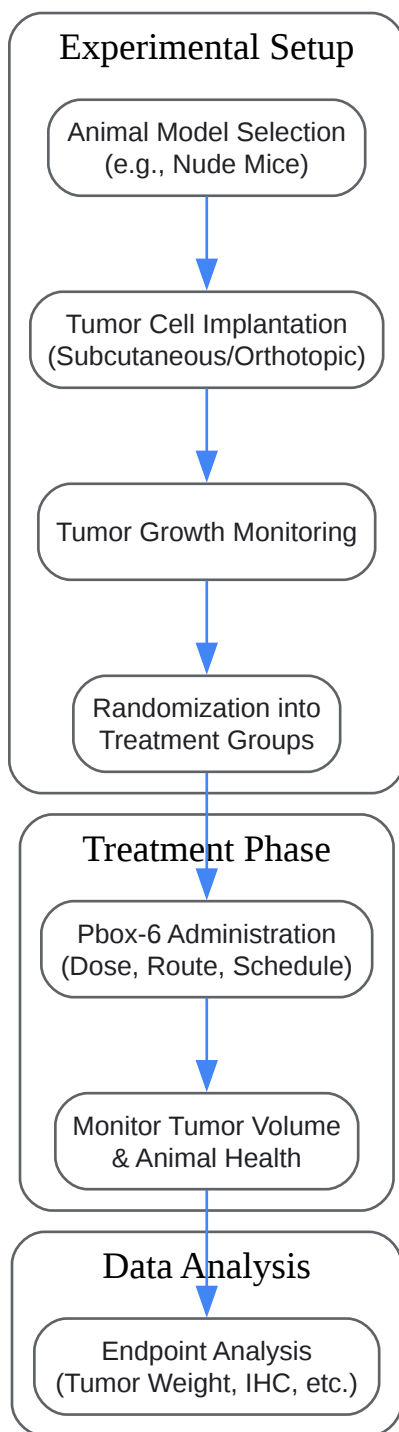 Experimental Setup
Animal Model Selection
(e.g., Nude Mice)
Tumor Cell Implantation
(Subcutaneous/Orthotopic)
Tumor Growth Monitoring
Randomization into
Treatment Groups
Treatment Phase
Pbox-6 Administration
(Dose, Route, Schedule)
Monitor Tumor Volume
& Animal Health
Data Analysis
Endpoint Analysis
(Tumor Weight, IHC, etc.)